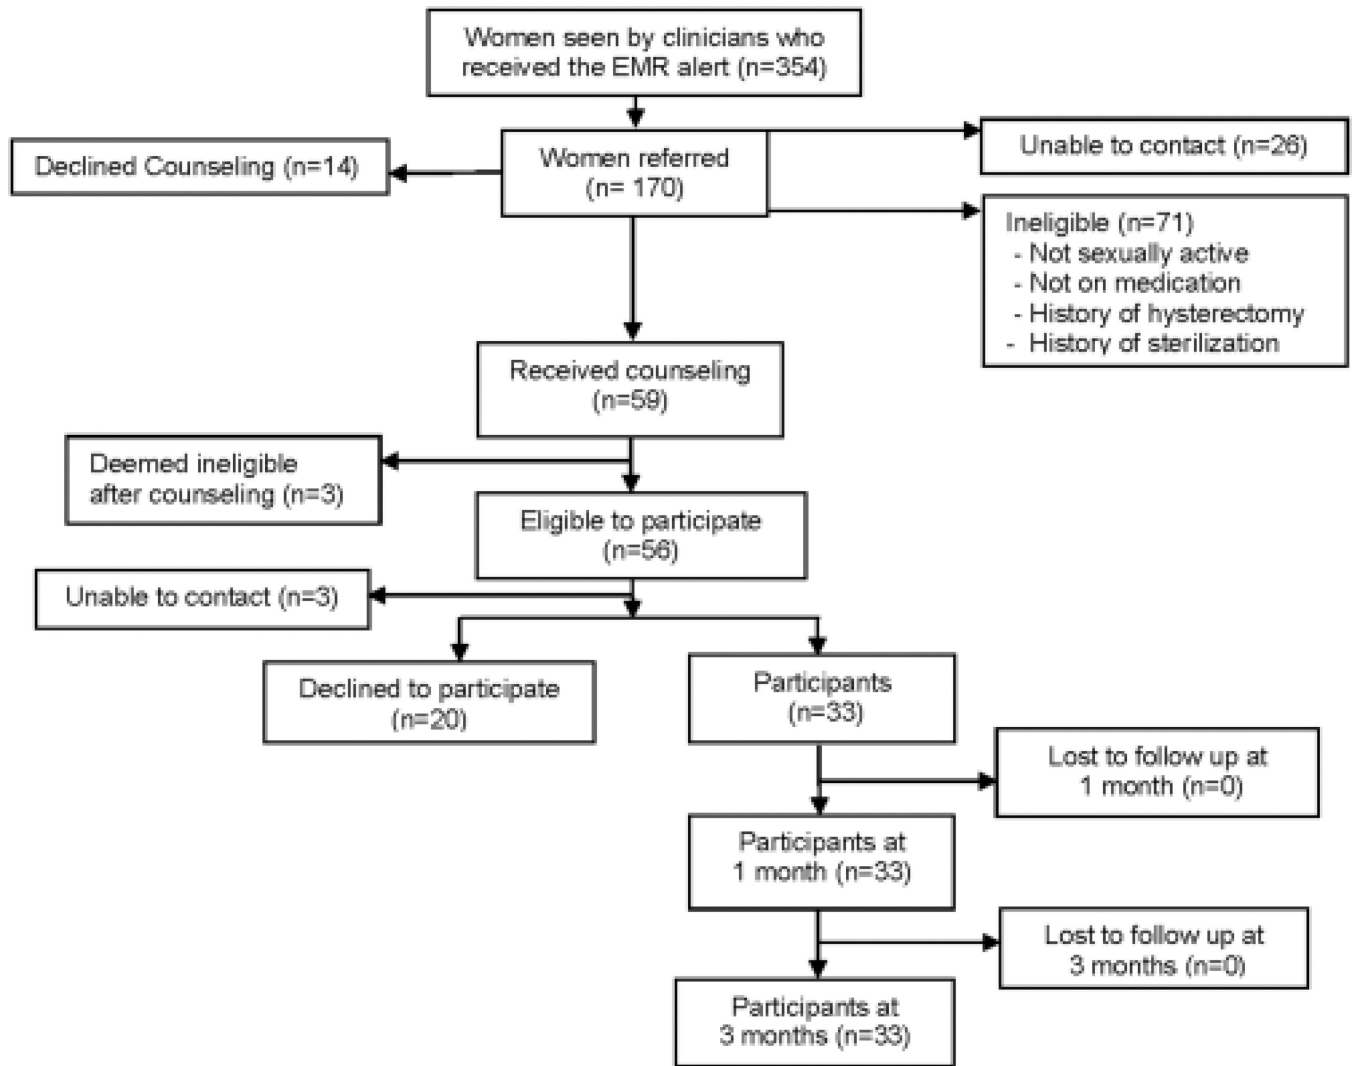 Women seen by clinicians who
received the EMR alert (n=354)
Declined Counseling (n=14)
Women referred
(n= 170)
Unable to contact (n=26)
Ineligible (n=71)
- Not sexually active
- Not on medication
- History of hysterectomy
- History of sterilization
Received counseling
(n=59)
Deemed ineligible
after counseling (n=3)
Eligible to participate
(n=56)
Unable to contact (n=3)
Declined to participate
(n=20)
Participants
(n=33)
Lost to follow up at
1 month (n=0)
Participants at
1 month (n=33)
Lost to follow up at
3 months (n=0)
Participants at
3 months (n=33)